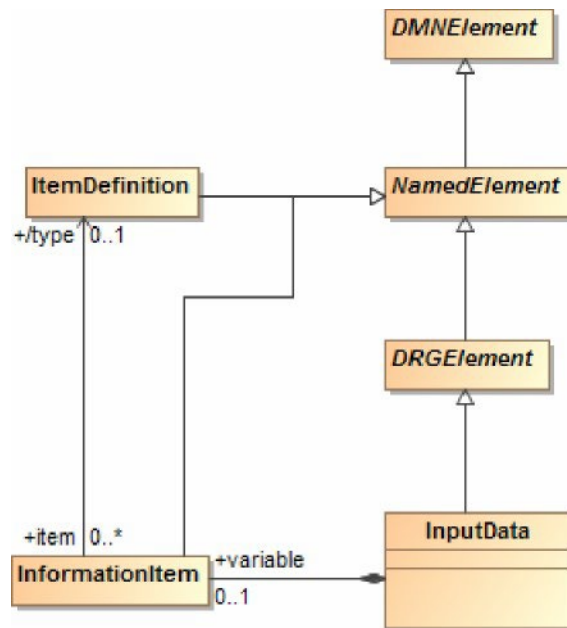 DMNElement
ItemDefinition
NamedElement
+/type 0..1
DRGElement
+item 0..*
InputData
InformationItem
+variable
0..1